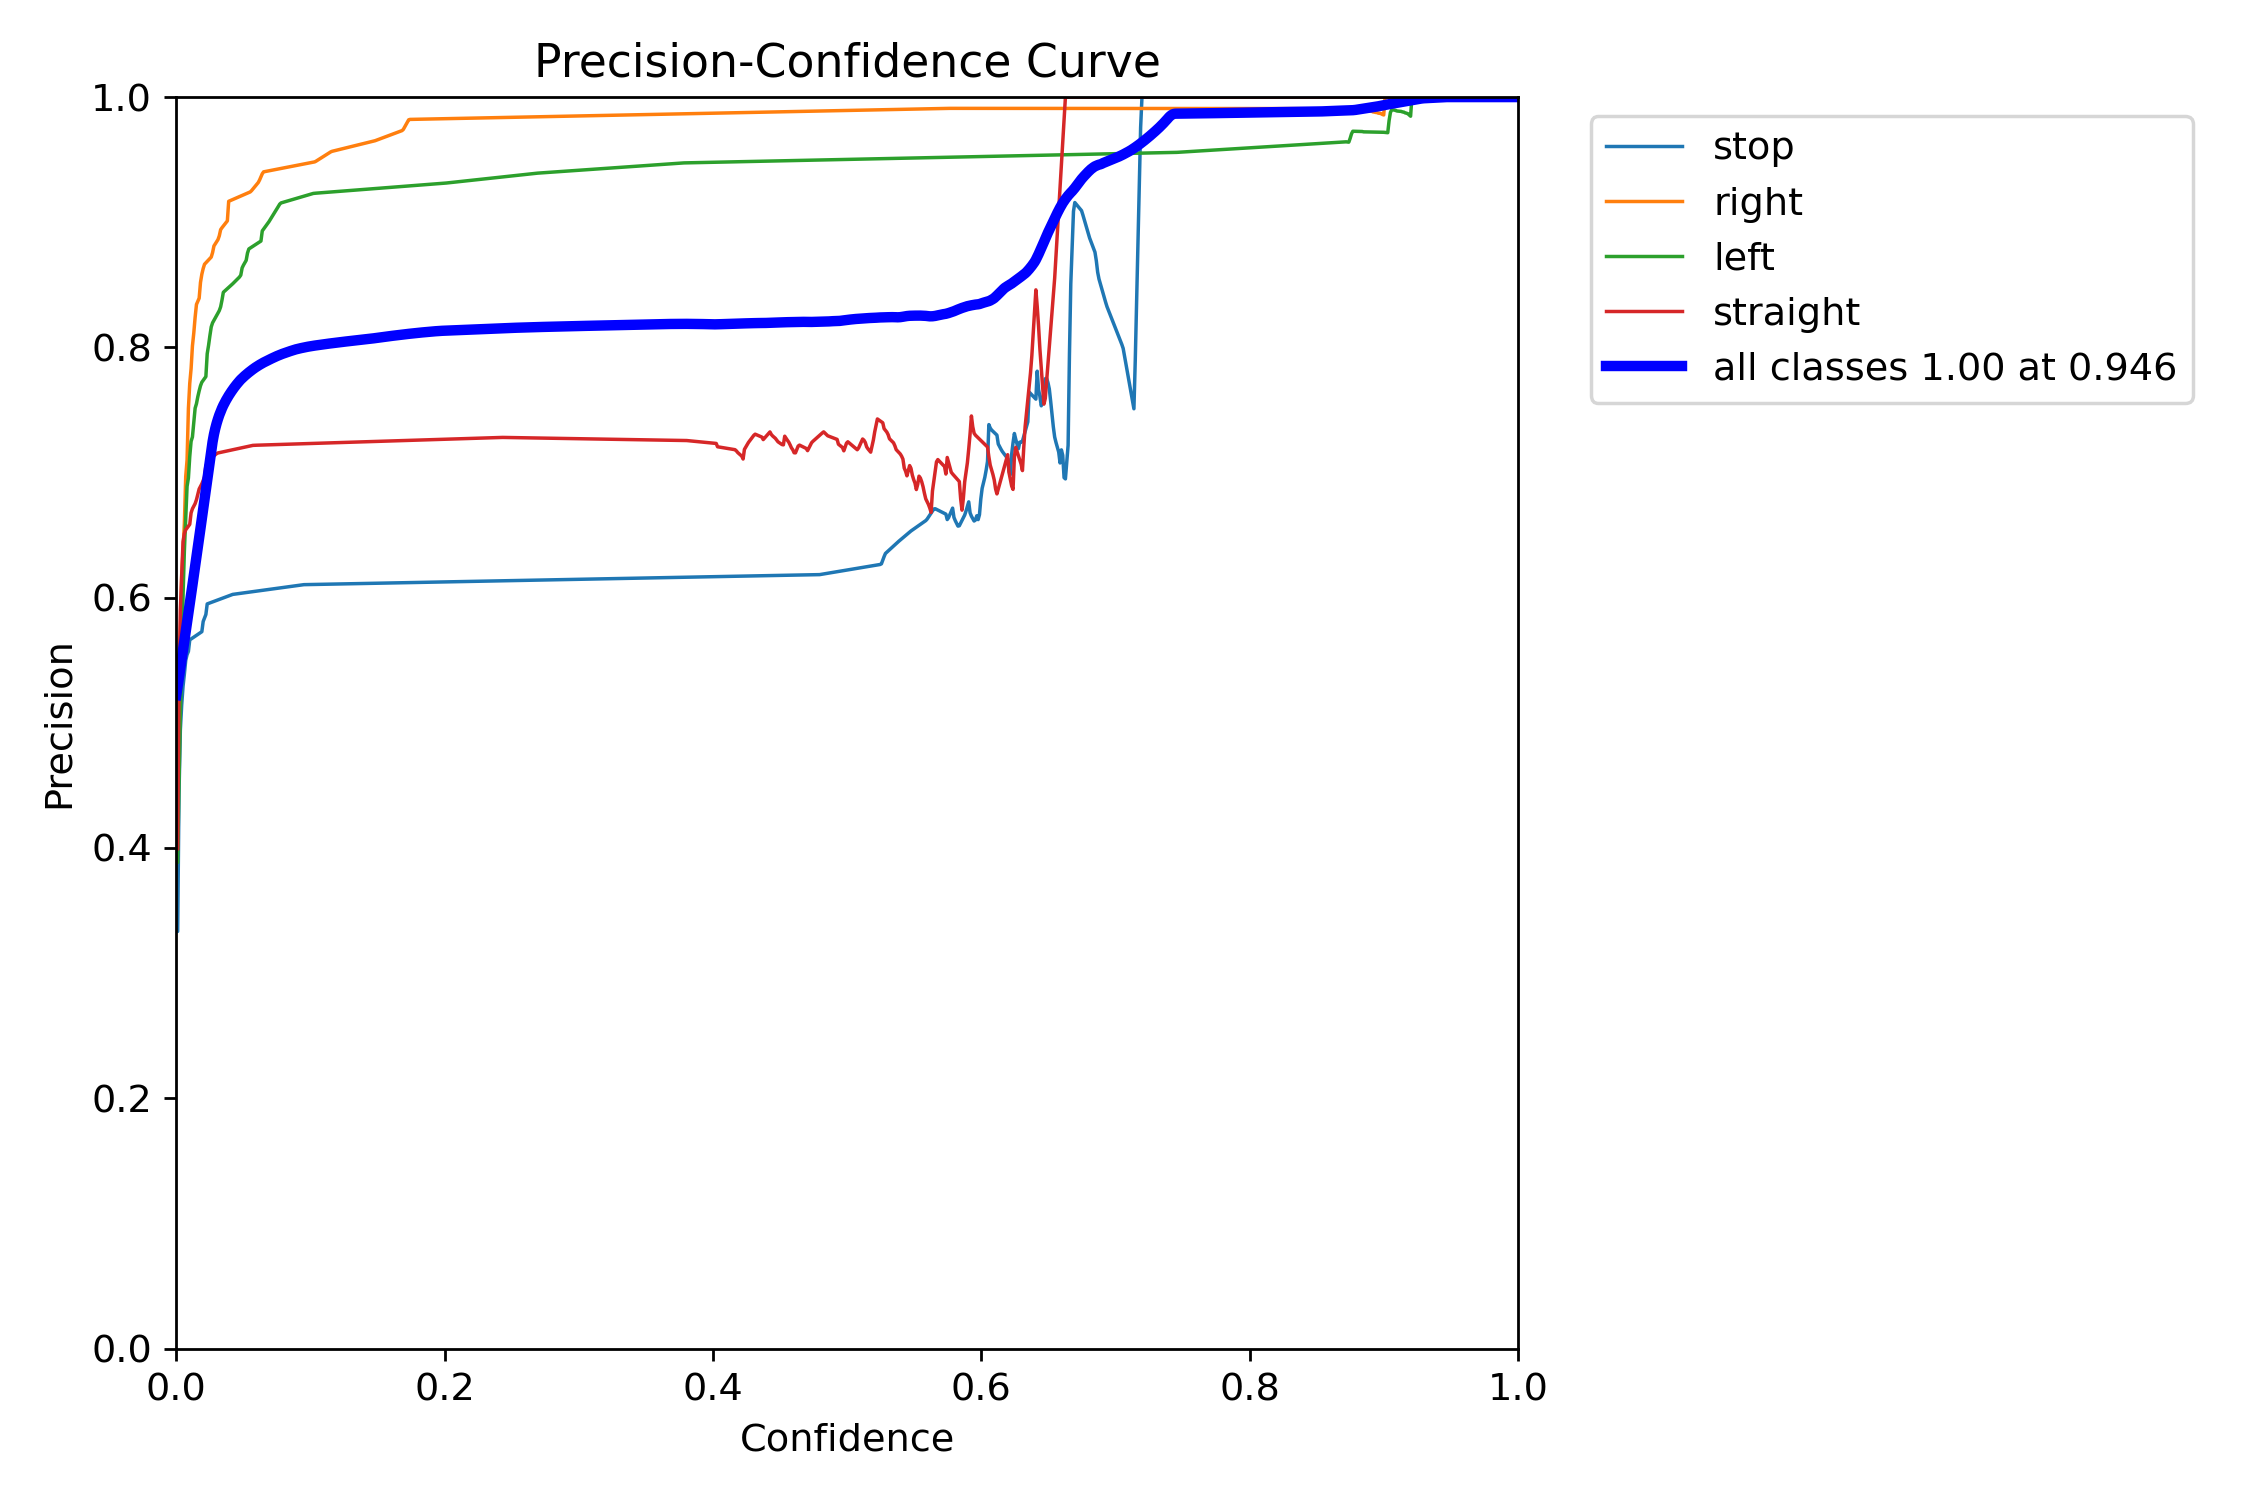 Precision-Confidence Curve
1.0
0.8
0.6
0.4
0.2
0.0
Precision
0.0 0.2 0.4 0.6 0.8 1.0
Confidence
stop
right
left
straight
all classes 1.00 at 0.946